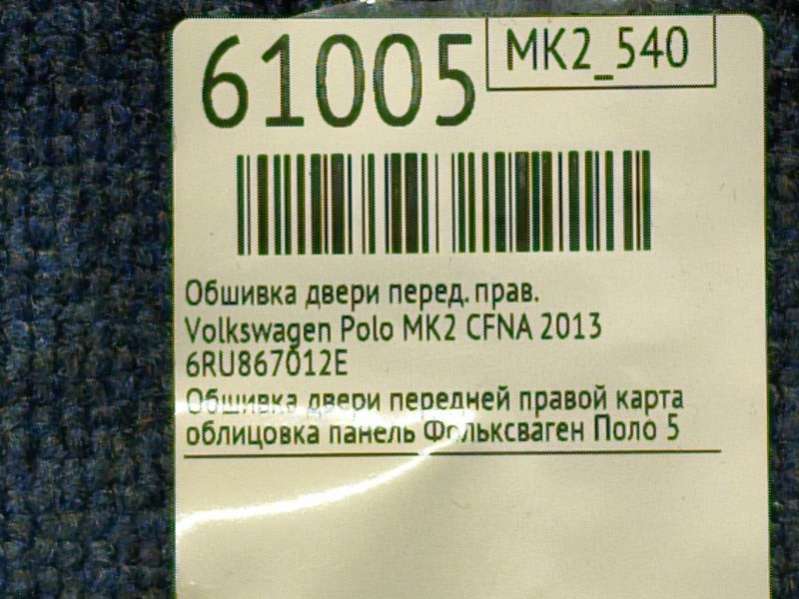 61005
МК2_540
Обшивка двери перед. прав.
Volkswagen Polo MK2 CFNA 2013
6RU867012E
Обшивка двери передней правой карта
облицовка панель Фольксваген Поло 5